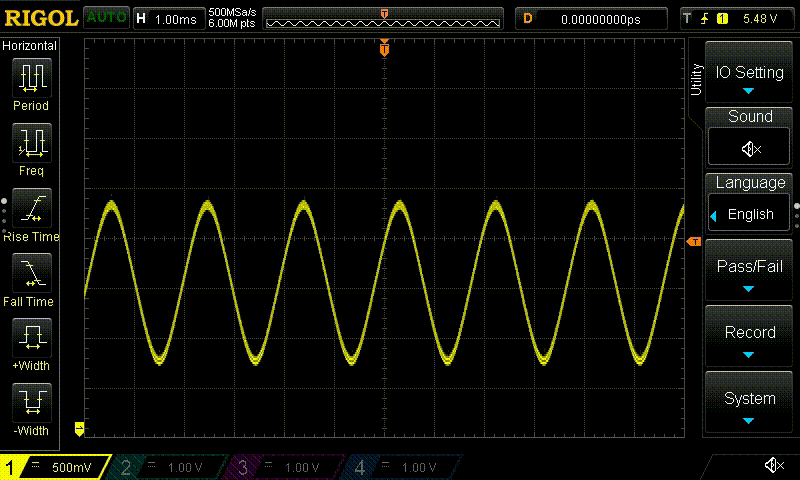 RIGOL AUTO H 1.00ms 500MSa/s 6.00M pts T D 0.00000000ps T 1 5.48 V
Horizontal
T
Period
Freq
Rise Time
Fall Time
+Width
-Width
T
Utility
IO Setting
Sound
Language
English
Pass/Fail
Record
System
1 500mV 2 1.00 V 3 1.00 V 4 1.00 V